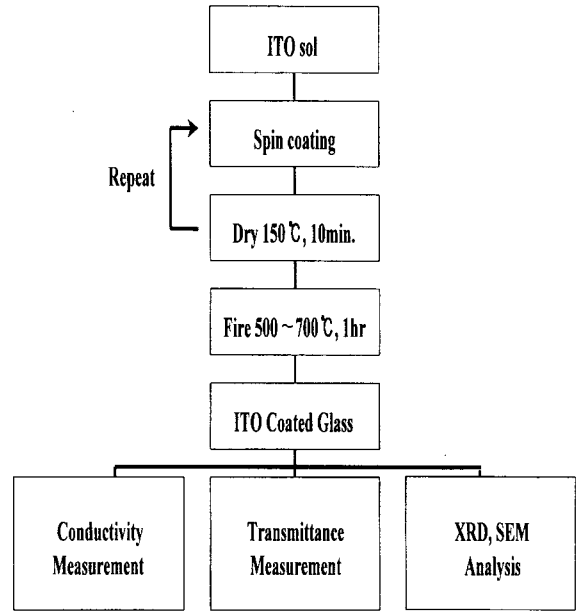 ITO sol
Spin coating
Repeat
Dry 150℃, 10min.
Fire 500～700℃, 1hr
ITO Coated Glass
Conductivity
Measurement
Transmittance
Measurement
XRD, SEM
Analysis